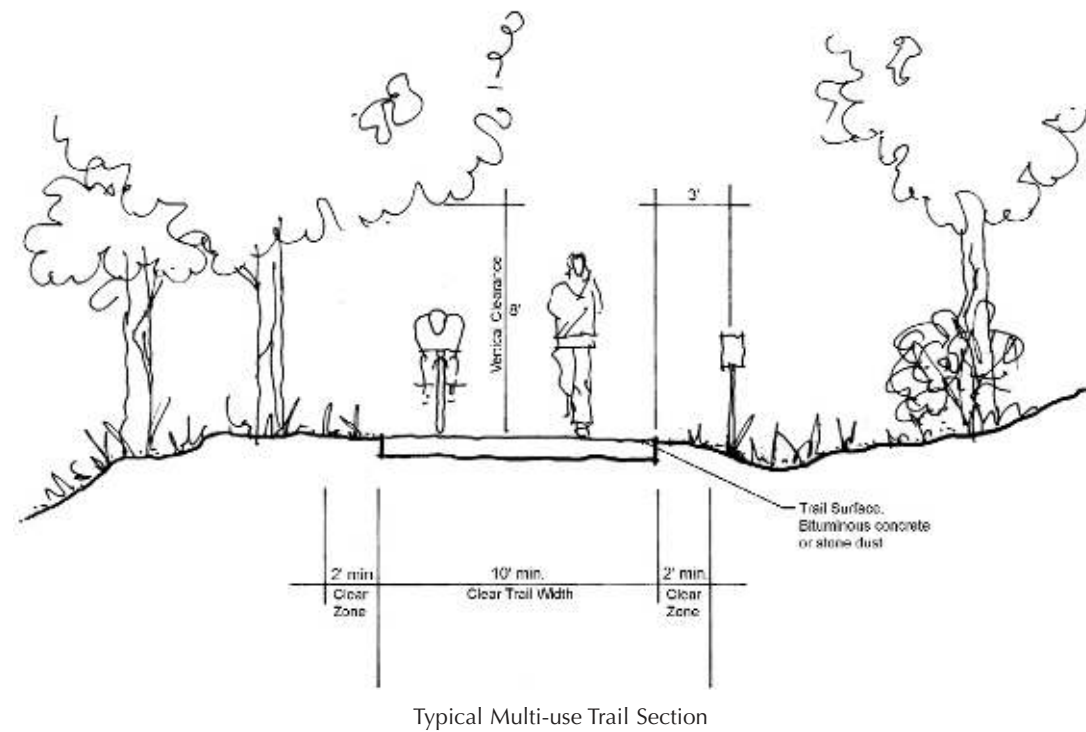 3'
Vertical Clearance
8'
Trail Surface,
Bituminous concrete
or stone dust
2' min.
10' min.
2' min.
Clear
Zone
Clear Trail Width
Clear
Zone
Typical Multi-use Trail Section